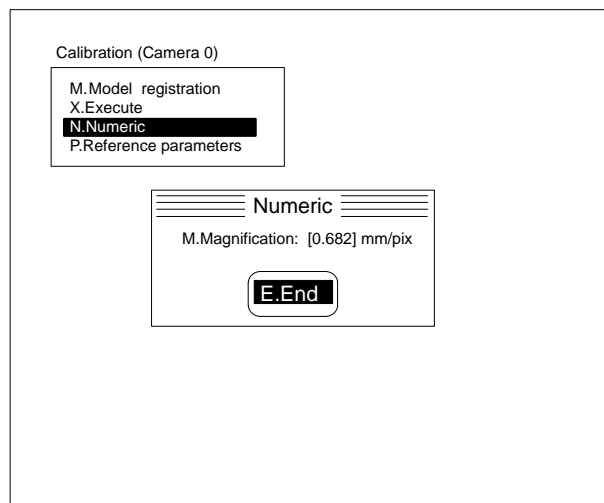 Calibration (Camera 0)
M.Model registration
X.Execute
N.Numeric
P.Reference parameters
Numeric
M.Magnification: [0.682] mm/pix
E.End